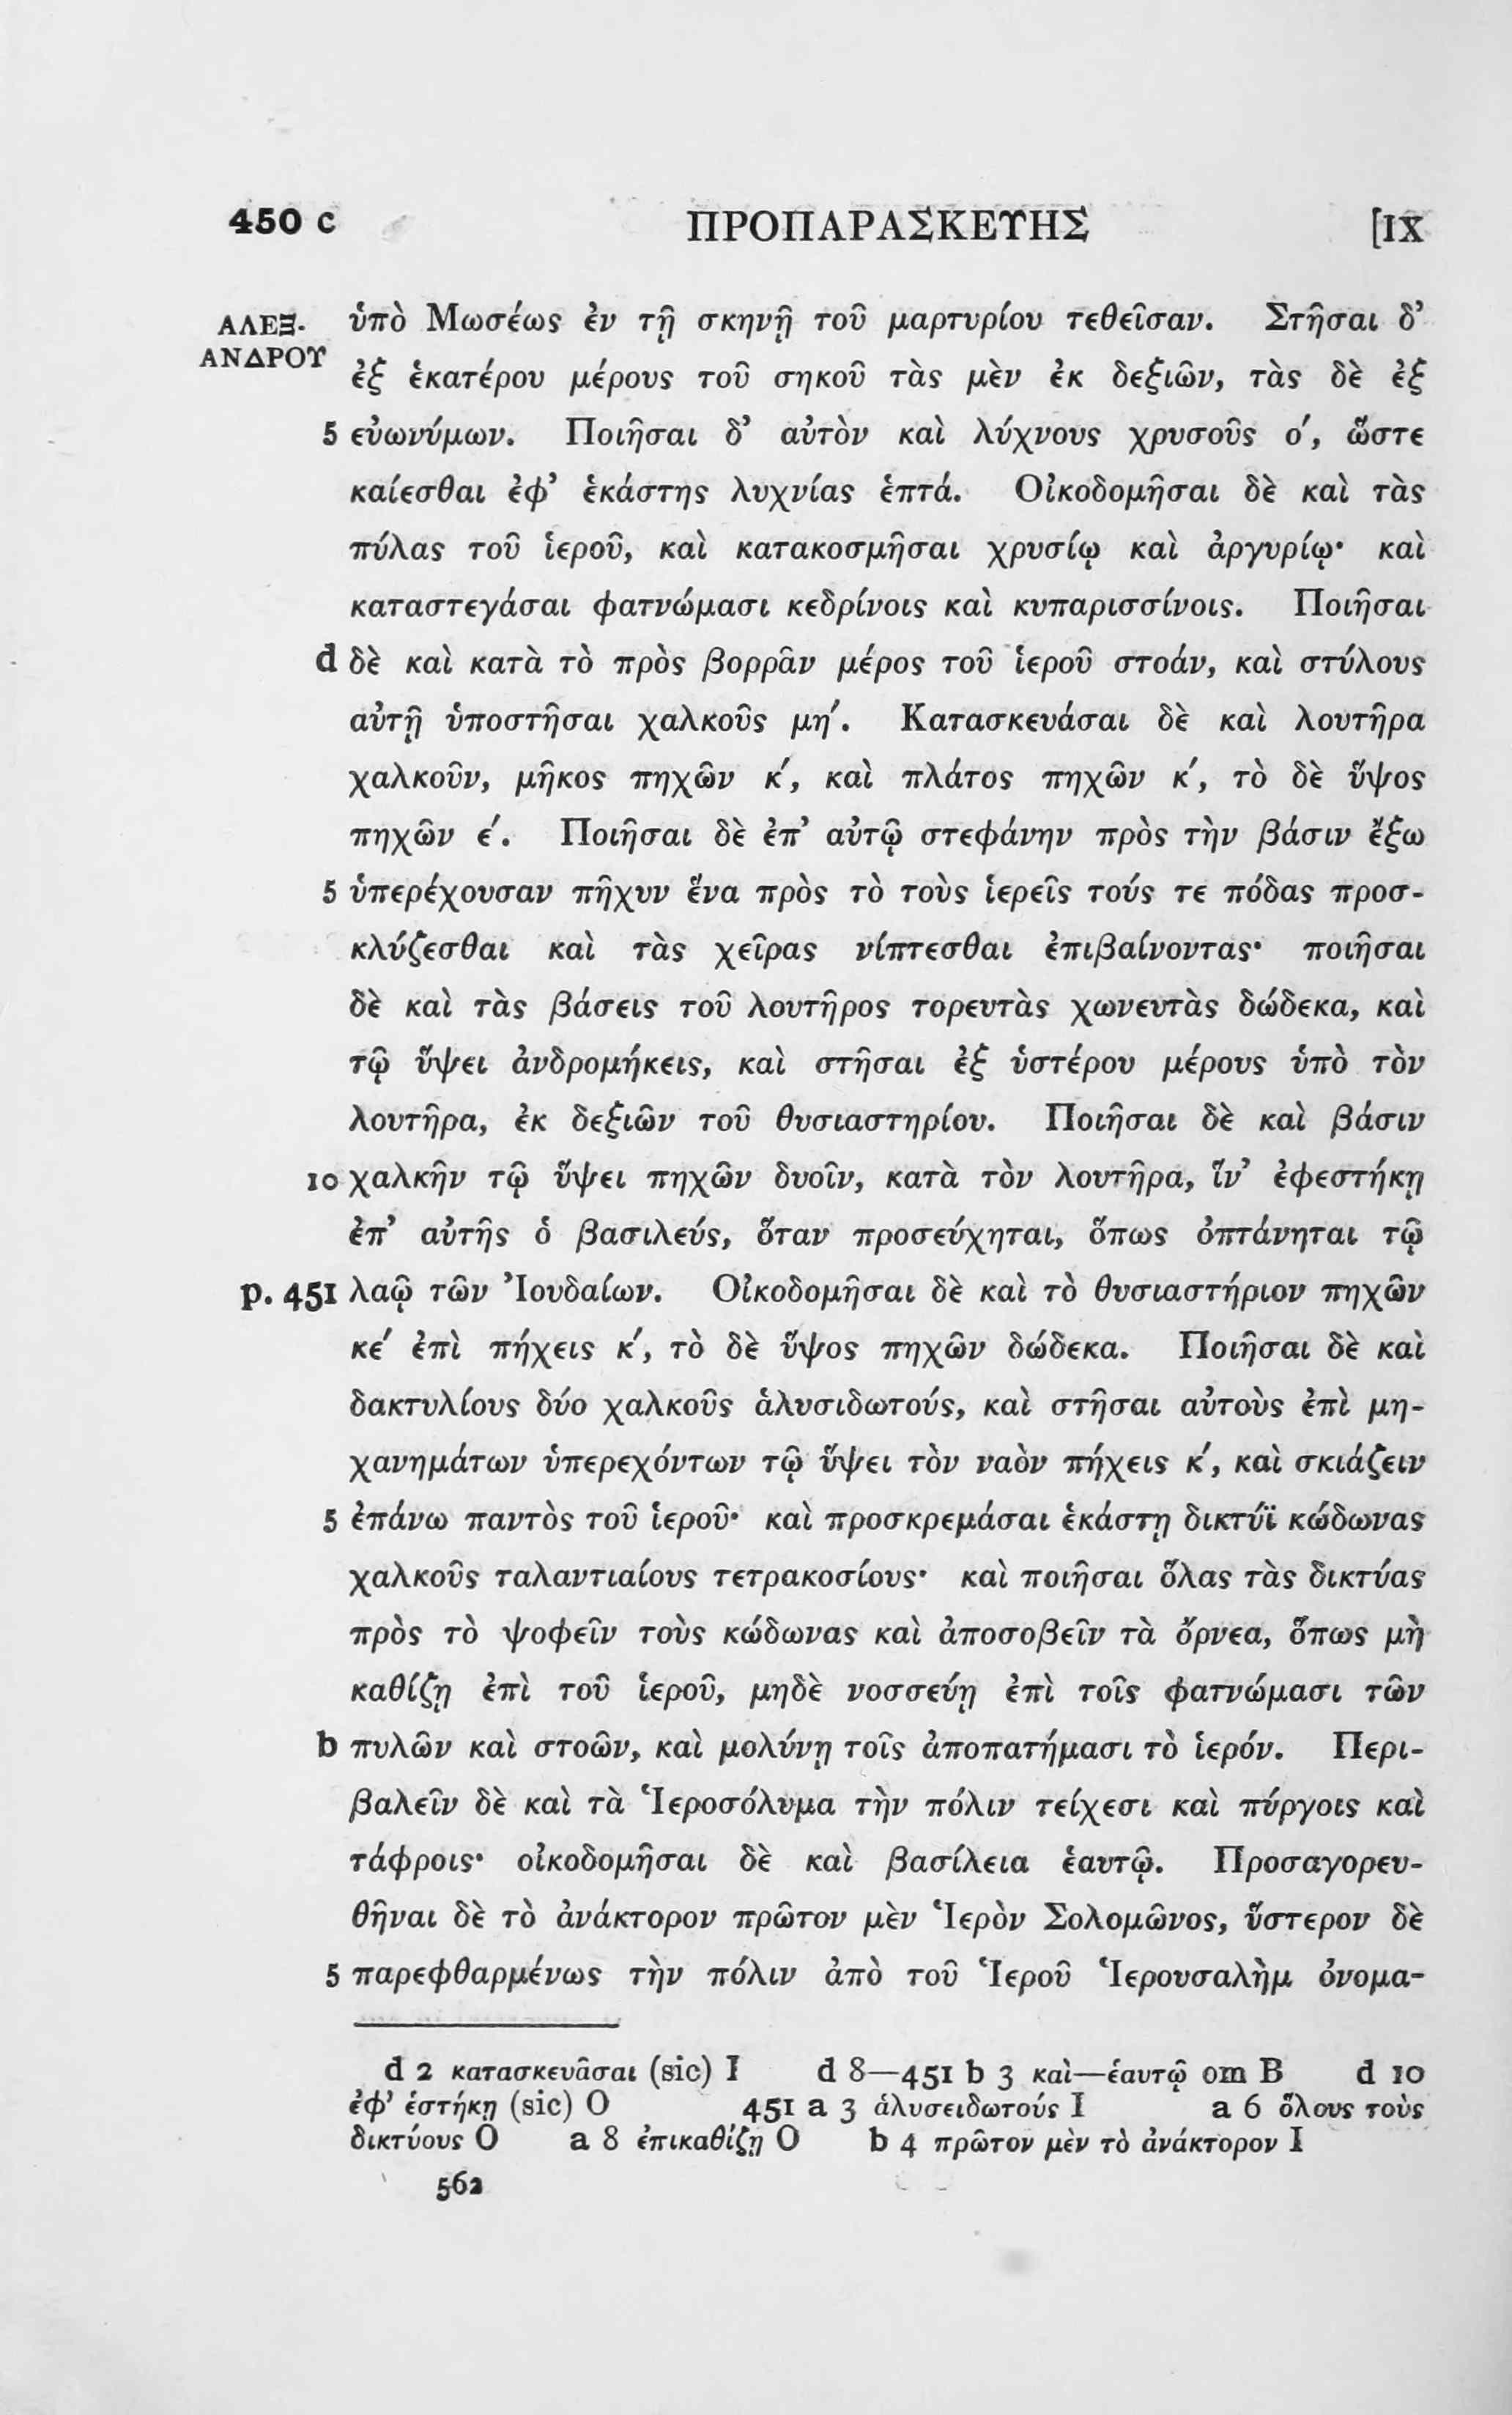 450 c ΠΡΟΠΑΡΑΣΚΕΥΗΣ [IX
ΑΛΕΞ- ὑπὸ Μωσέως ἐν τῇ σκηνῇ τοῦ μαρτυρίου τεθεῖσαν. Στῆσαι δ’
ΑΝΔΡΟΥ ἐξ ἑκατέρου μέρους τοῦ σηκοῦ τὰς μὲν ἐκ δεξιῶν, τὰς δὲ ἐξ
5 εὐωνύμων. Ποιῆσαι δ’ αὐτὸν καὶ λύχνους χρυσοῦς ο′, ὥστε
καίεσθαι ἐφ’ ἑκάστης λυχνίας ἑπτά. Οἰκοδομῆσαι δὲ καὶ τὰς
πύλας τοῦ ἱεροῦ, καὶ κατακοσμῆσαι χρυσίῳ καὶ ἀργυρίῳ· καὶ
καταστεγάσαι φατνώμασι κεδρίνοις καὶ κυπαρισσίνοις. Ποιῆσαι
d δὲ καὶ κατὰ τὸ πρὸς βορρᾶν μέρος τοῦ ἱεροῦ στοάν, καὶ στύλους
αὐτῇ ὑποστῆσαι χαλκοῦς μη′. Κατασκευάσαι δὲ καὶ λουτῆρα
χαλκοῦν, μῆκος πηχῶν κ′, καὶ πλάτος πηχῶν κ′, τὸ δὲ ὕψος
πηχῶν ε′. Ποιῆσαι δὲ ἐπ’ αὐτῷ στεφάνην πρὸς τὴν βάσιν ἔξω
5 ὑπερέχουσαν πῆχυν ἕνα πρὸς τὸ τοὺς ἱερεῖς τούς τε πόδας προσ-
κλύζεσθαι καὶ τὰς χεῖρας νίπτεσθαι ἐπιβαίνοντας· ποιῆσαι
δὲ καὶ τὰς βάσεις τοῦ λουτῆρος τορευτὰς χωνευτὰς δώδεκα, καὶ
τῷ ὕψει ἀνδρομήκεις, καὶ στῆσαι ἐξ ὑστέρου μέρους ὑπὸ τὸν
λουτῆρα, ἐκ δεξιῶν τοῦ θυσιαστηρίου. Ποιῆσαι δὲ καὶ βάσιν
10 χαλκῆν τῷ ὕψει πηχῶν δυοῖν, κατὰ τὸν λουτῆρα, ἵν’ ἐφεστήκῃ
ἐπ’ αὐτῆς ὁ βασιλεύς, ὅταν προσεύχηται, ὅπως ὀπτάνηται τῷ
p. 451 λαῷ τῶν Ἰουδαίων. Οἰκοδομῆσαι δὲ καὶ τὸ θυσιαστήριον πηχῶν
κε′ ἐπὶ πήχεις κ′, τὸ δὲ ὕψος πηχῶν δώδεκα. Ποιῆσαι δὲ καὶ
δακτυλίους δύο χαλκοῦς ἁλυσιδωτούς, καὶ στῆσαι αὐτοὺς ἐπὶ μη-
χανημάτων ὑπερεχόντων τῷ ὕψει τὸν ναὸν πήχεις κ′, καὶ σκιάζειν
5 ἐπάνω παντὸς τοῦ ἱεροῦ· καὶ προσκρεμάσαι ἑκάστῃ δικτύϊ κώδωνας
χαλκοῦς ταλαντιαίους τετρακοσίους· καὶ ποιῆσαι ὅλας τὰς δικτύας
πρὸς τὸ ψοφεῖν τοὺς κώδωνας καὶ ἀποσοβεῖν τὰ ὄρνεα, ὅπως μὴ
καθίζῃ ἐπὶ τοῦ ἱεροῦ, μηδὲ νοσσεύῃ ἐπὶ τοῖς φατνώμασι τῶν
b πυλῶν καὶ στοῶν, καὶ μολύνῃ τοῖς ἀποπατήμασι τὸ ἱερόν. Περι-
βαλεῖν δὲ καὶ τὰ Ἱεροσόλυμα τὴν πόλιν τείχεσι καὶ πύργοις καὶ
τάφροις· οἰκοδομῆσαι δὲ καὶ βασίλεια ἑαυτῷ. Προσαγορευ-
θῆναι δὲ τὸ ἀνάκτορον πρῶτον μὲν Ἱερὸν Σολομῶνος, ὕστερον δὲ
5 παρεφθαρμένως τὴν πόλιν ἀπὸ τοῦ Ἱεροῦ Ἱερουσαλὴμ ὀνομα-
d 2 κατασκευᾶσαι (sic) I d 8—451 b 3 καὶ—ἑαυτῷ om B d 10
ἐφ’ ἑστήκῃ (sic) O 451 a 3 ἁλυσειδωτούς I a 6 ὅλους τοὺς
δικτύους O a 8 ἐπικαθίζῃ O b 4 πρῶτον μὲν τὸ ἀνάκτορον I
562